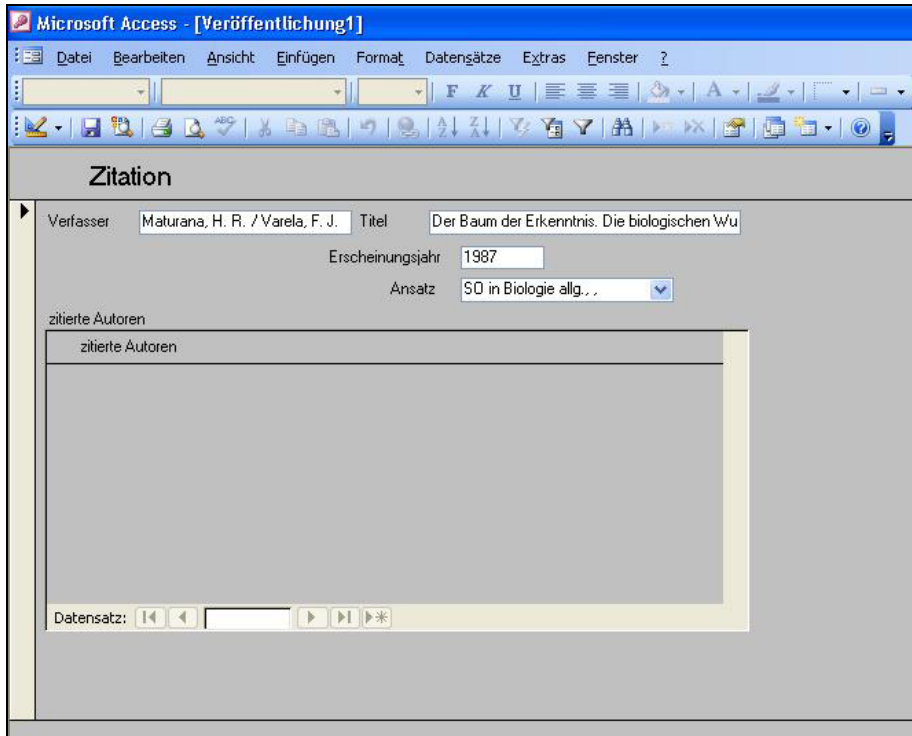 Microsoft Access - [Veröffentlichung1]
Datei Bearbeiten Ansicht Einfügen Format Datensätze Extras Fenster ?
F K U A
ABC A Z Z A
Zitation
Verfasser Maturana, H. R. / Varela, F. J. Titel Der Baum der Erkenntnis. Die biologischen Wu
Erscheinungsjahr 1987
Ansatz SO in Biologie allg., ,
zitierte Autoren
zitierte Autoren
Datensatz: